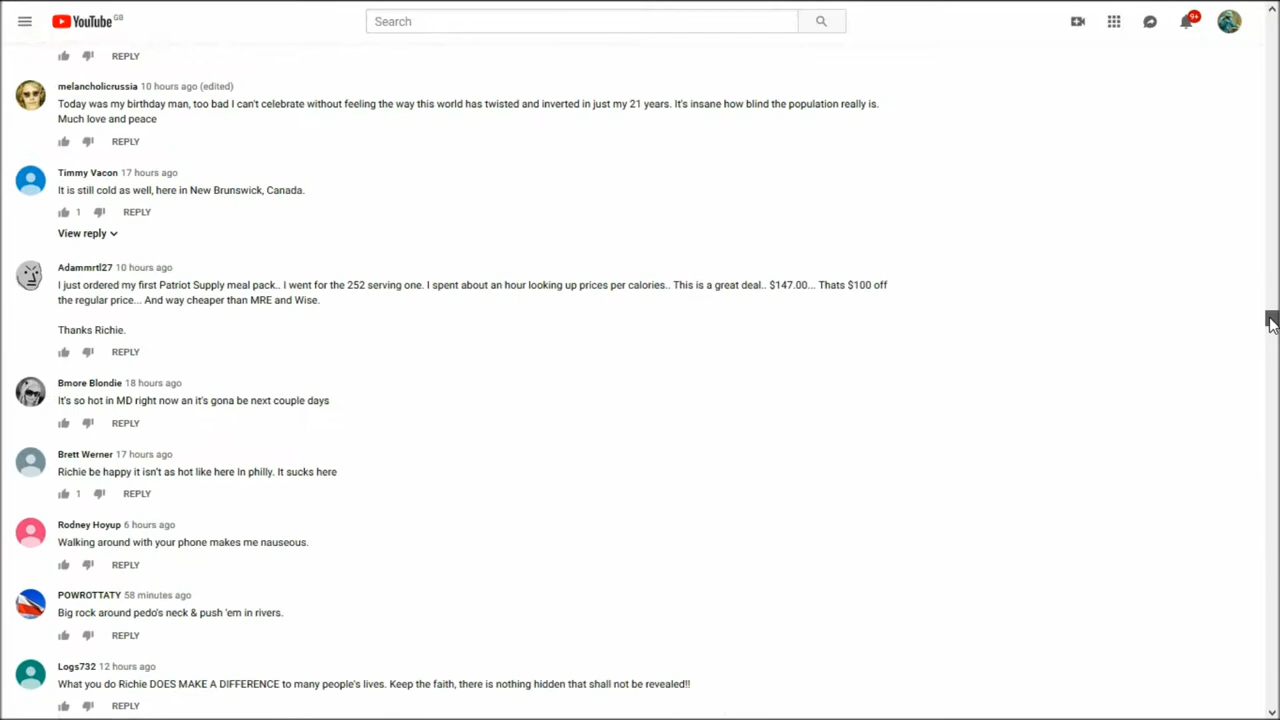 YouTube GB
Search
9+
REPLY
melancholicrussia 10 hours ago (edited)
Today was my birthday man, too bad I can't celebrate without feeling the way this world has twisted and inverted in just my 21 years. It's insane how blind the population really is.
Much love and peace
REPLY
Timmy Vacon 17 hours ago
It is still cold as well, here in New Brunswick, Canada.
1 REPLY
View reply
Adammrtl27 10 hours ago
I just ordered my first Patriot Supply meal pack.. I went for the 252 serving one. I spent about an hour looking up prices per calories.. This is a great deal.. $147.00... Thats $100 off
the regular price... And way cheaper than MRE and Wise.
Thanks Richie.
REPLY
Bmore Blondie 18 hours ago
It's so hot in MD right now an it's gona be next couple days
REPLY
Brett Werner 17 hours ago
Richie be happy it isn't as hot like here In philly. It sucks here
1 REPLY
Rodney Hoyup 6 hours ago
Walking around with your phone makes me nauseous.
REPLY
POWROTTATY 58 minutes ago
Big rock around pedo's neck & push 'em in rivers.
REPLY
Logs732 12 hours ago
What you do Richie DOES MAKE A DIFFERENCE to many people's lives. Keep the faith, there is nothing hidden that shall not be revealed!!
REPLY